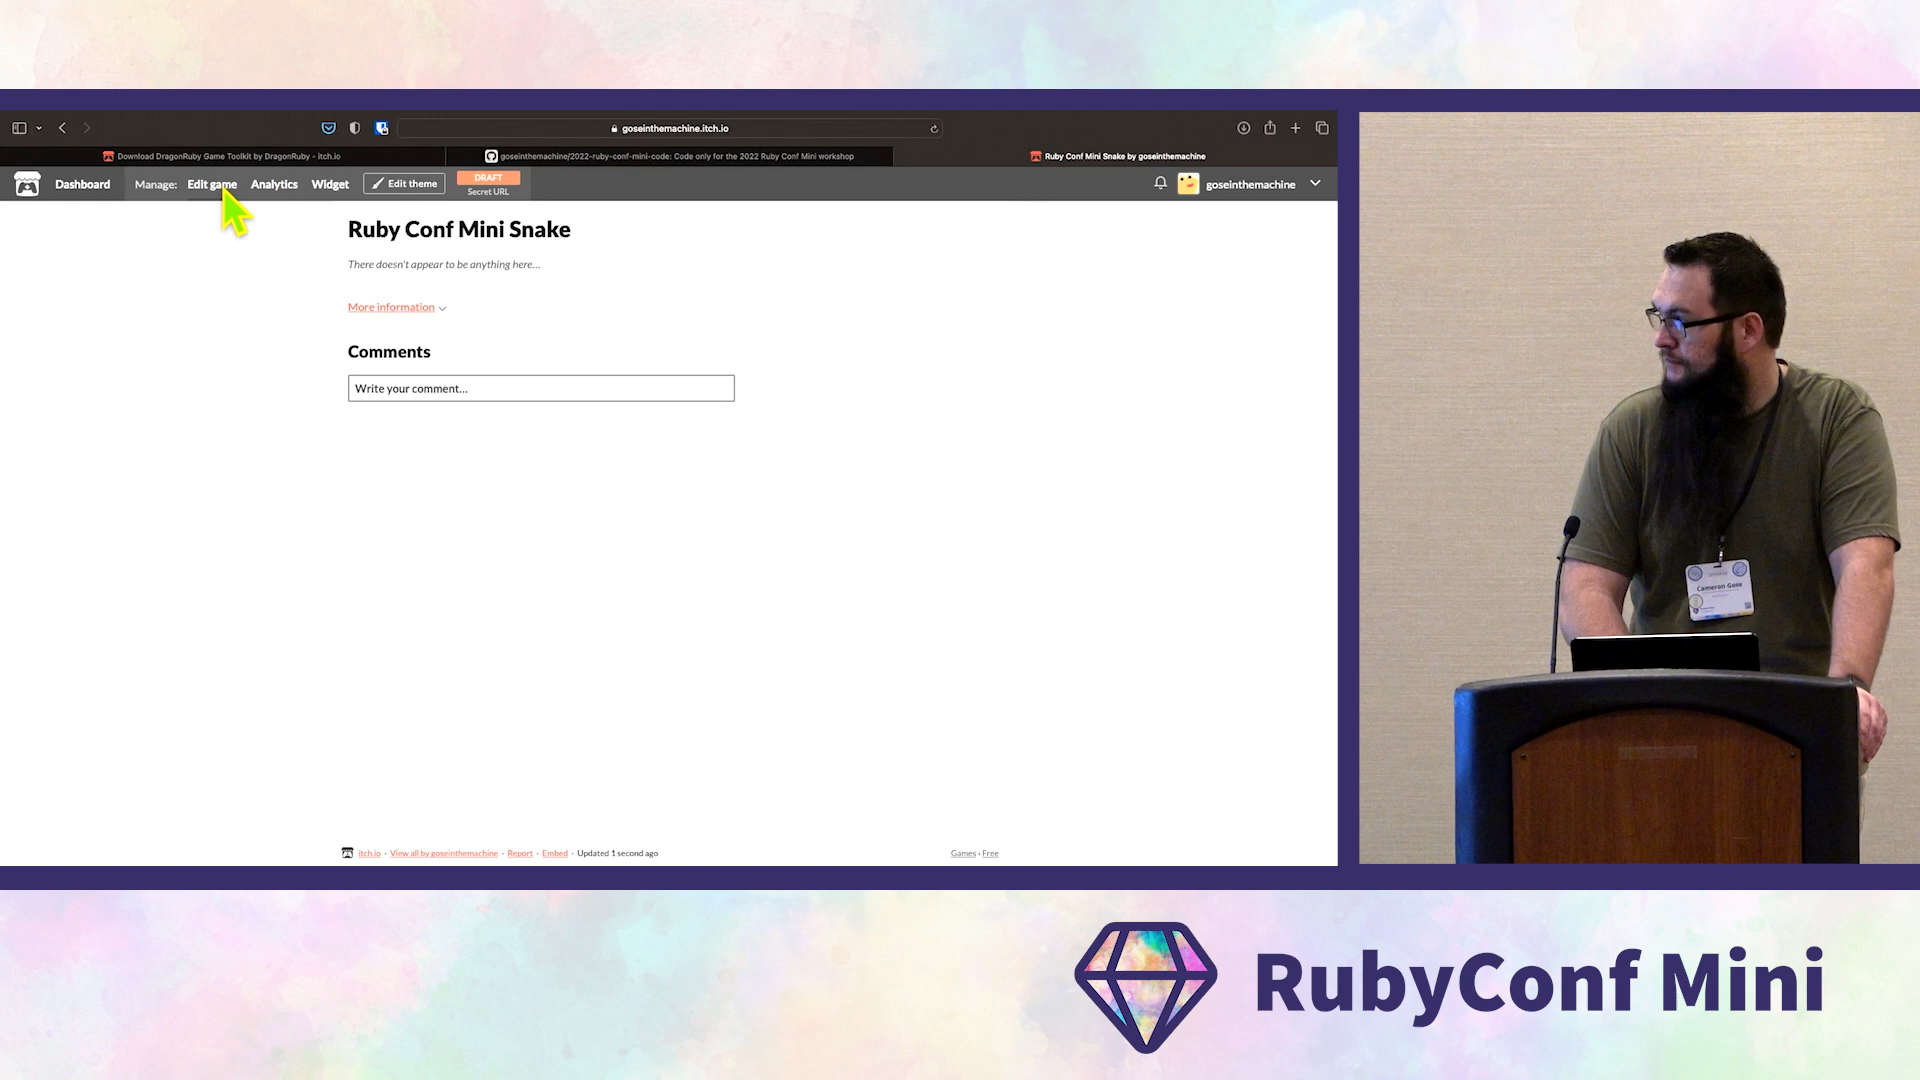 goseinthemachine.itch.io
Download DragonRuby Game Toolkit by DragonRuby - itch.io
goseinthemachine/2022-ruby-conf-mini-code: Code only for the 2022 Ruby Conf Mini workshop
Ruby Conf Mini Snake by goseinthemachine
Dashboard
Manage:
Edit game
Analytics
Widget
Edit theme
DRAFT
Secret URL
goseinthemachine
Ruby Conf Mini Snake
There doesn't appear to be anything here...
More information
Comments
Write your comment...
itch.io · View all by goseinthemachine · Report · Embed · Updated 1 second ago
Games › Free
Cameron Gose
RubyConf Mini